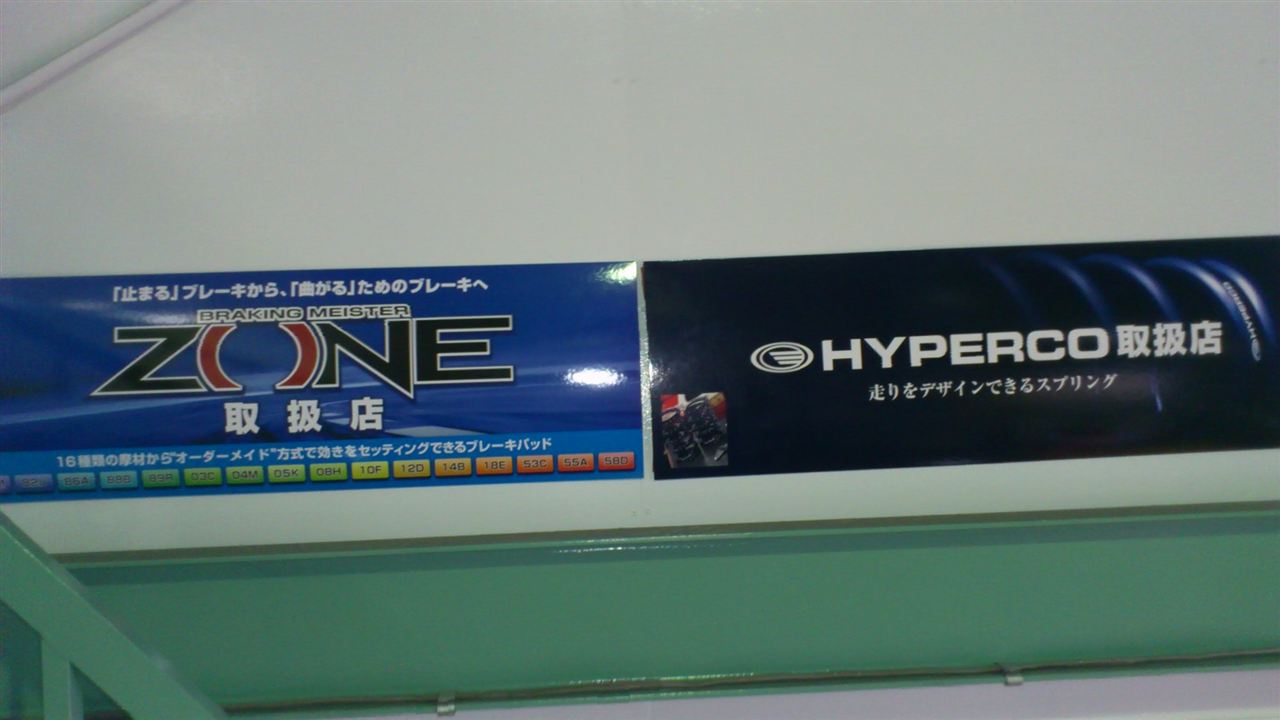 「止まる」ブレーキから、「曲がる」ためのブレーキへ
BRAKING MEISTER
ZONE
取扱店
16種類の摩材から"オーダーメイド"方式で効きをセッティングできるブレーキパッド
86A 88B 89R 03C 04M 05K 08H 10F 12D 14B 18E 53C 55A 58D
HYPERCO取扱店
走りをデザインできるスプリング
HYPERCO